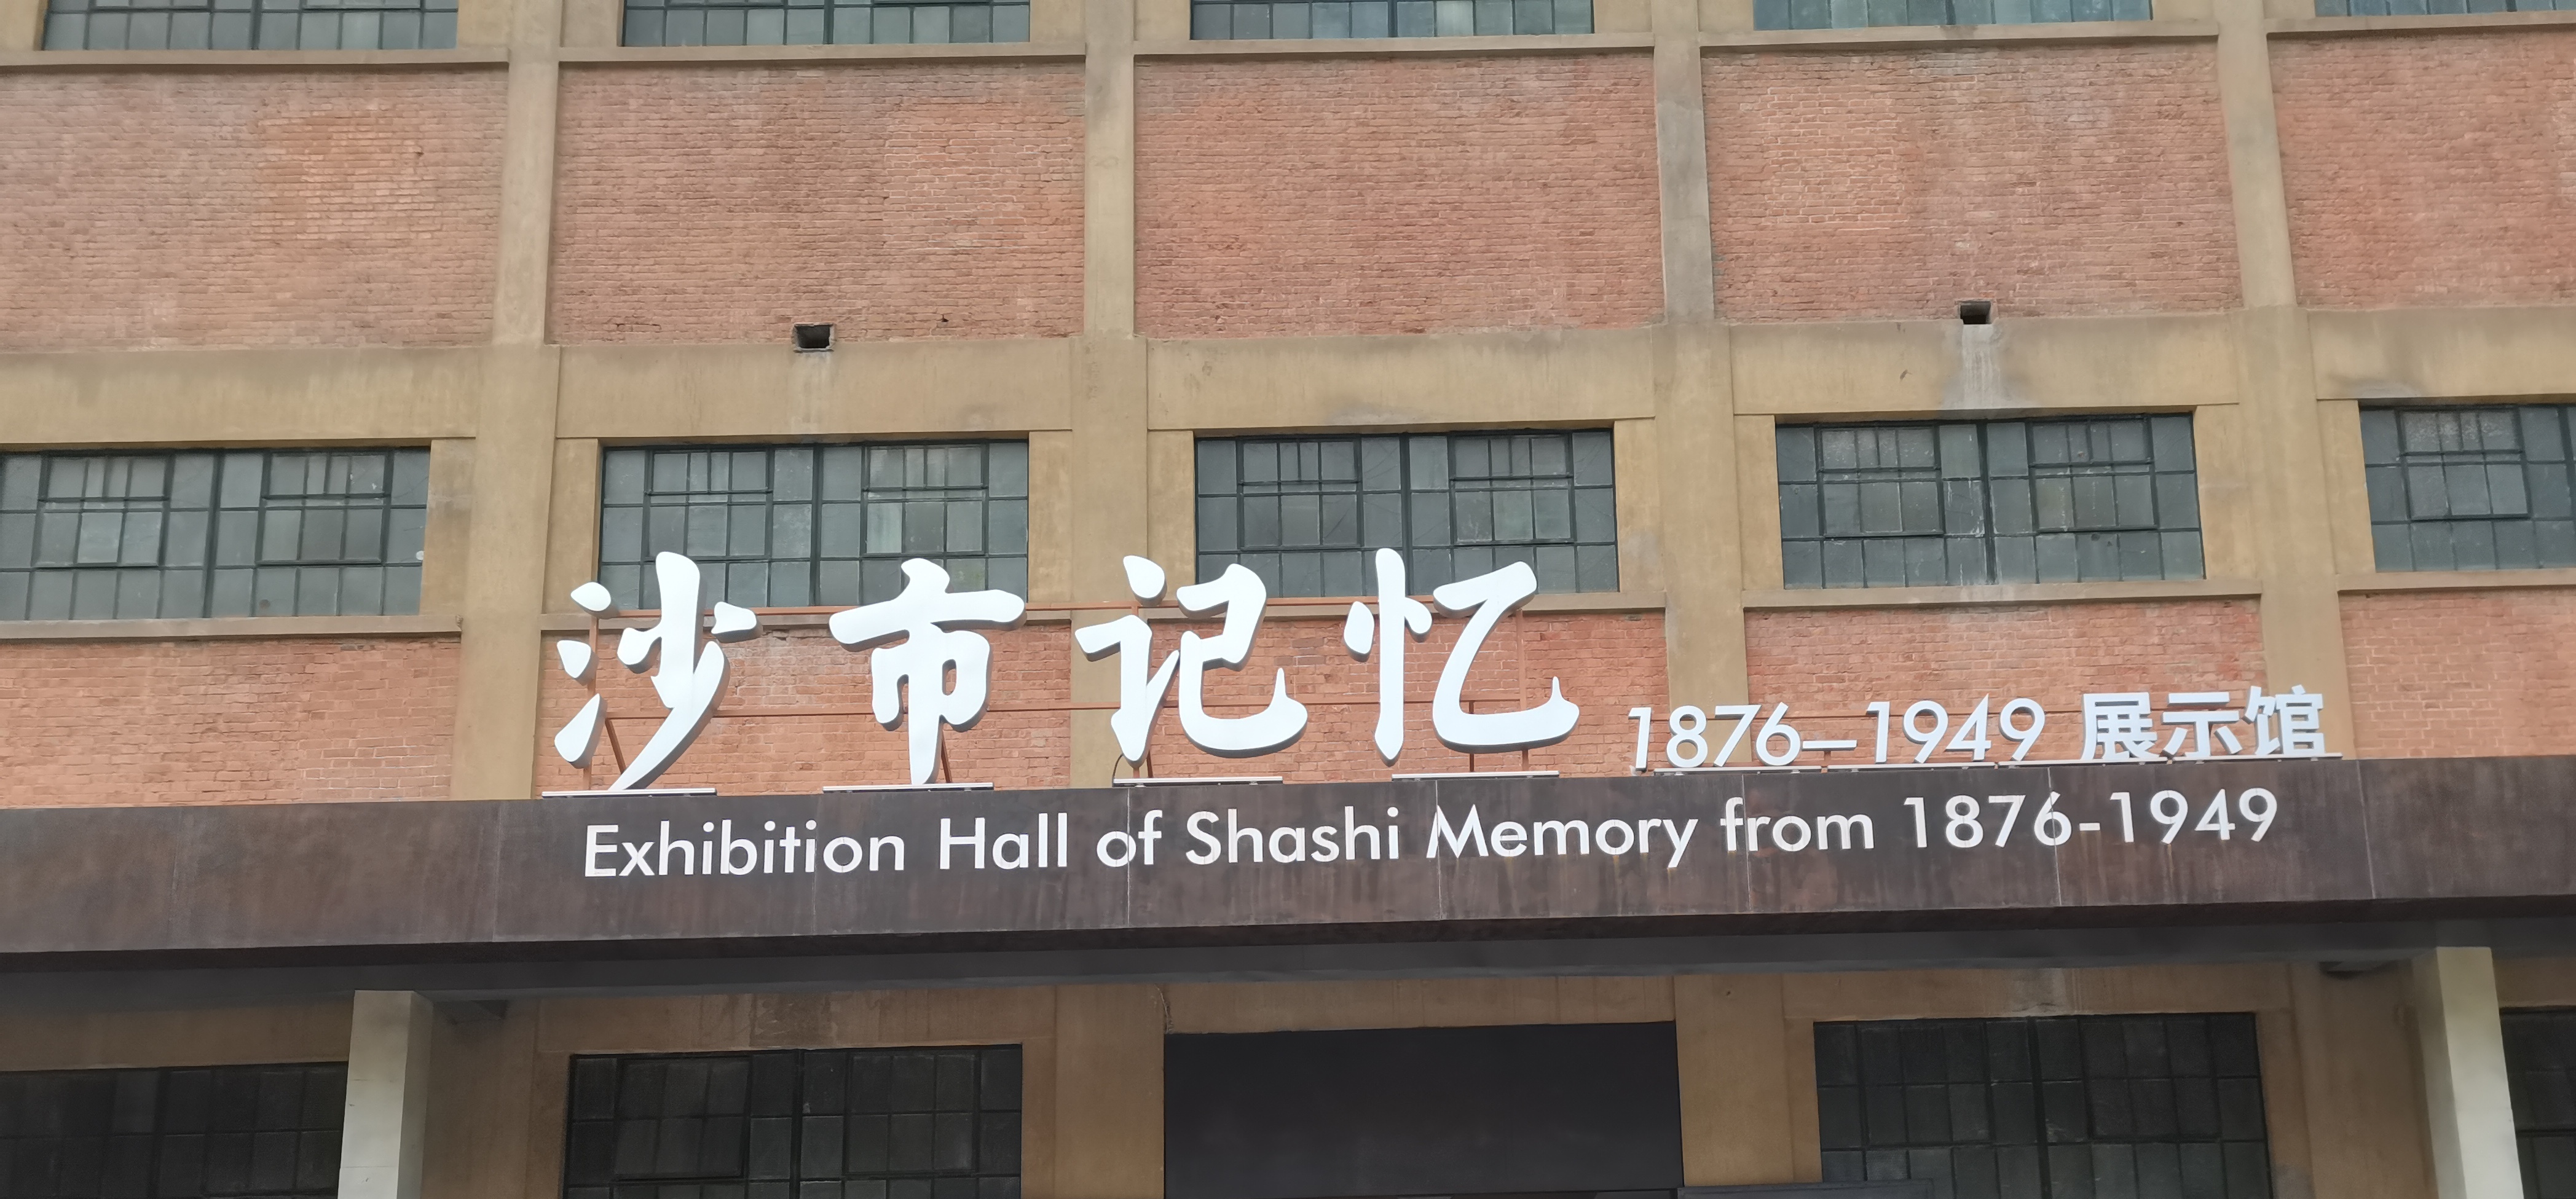 沙市记忆 1876—1949 展示馆
Exhibition Hall of Shashi Memory from 1876-1949